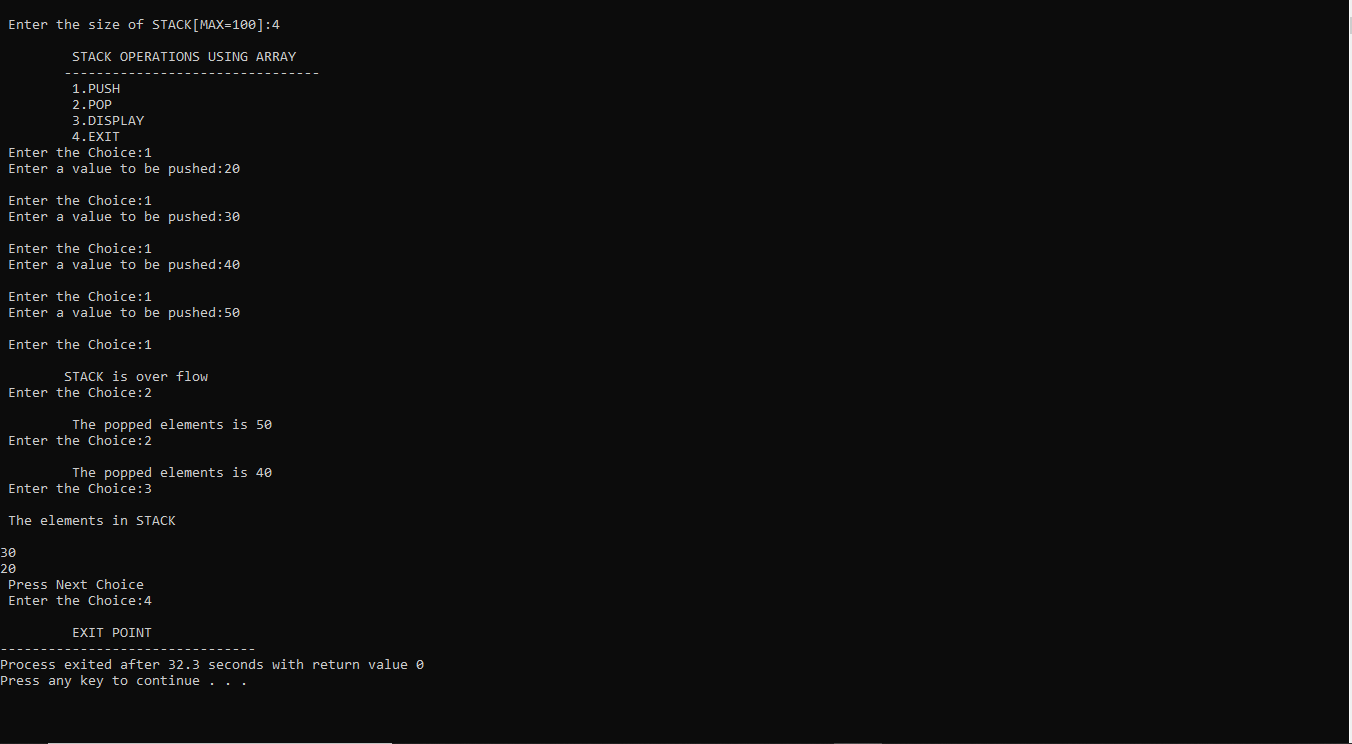 Enter the size of STACK[MAX=100]:4
STACK OPERATIONS USING ARRAY
--------------------------------
1.PUSH
2.POP
3.DISPLAY
4.EXIT
Enter the Choice:1
Enter a value to be pushed:20
Enter the Choice:1
Enter a value to be pushed:30
Enter the Choice:1
Enter a value to be pushed:40
Enter the Choice:1
Enter a value to be pushed:50
Enter the Choice:1
STACK is over flow
Enter the Choice:2
The popped elements is 50
Enter the Choice:2
The popped elements is 40
Enter the Choice:3
The elements in STACK
30
20
Press Next Choice
Enter the Choice:4
EXIT POINT
--------------------------------
Process exited after 32.3 seconds with return value 0
Press any key to continue . . .